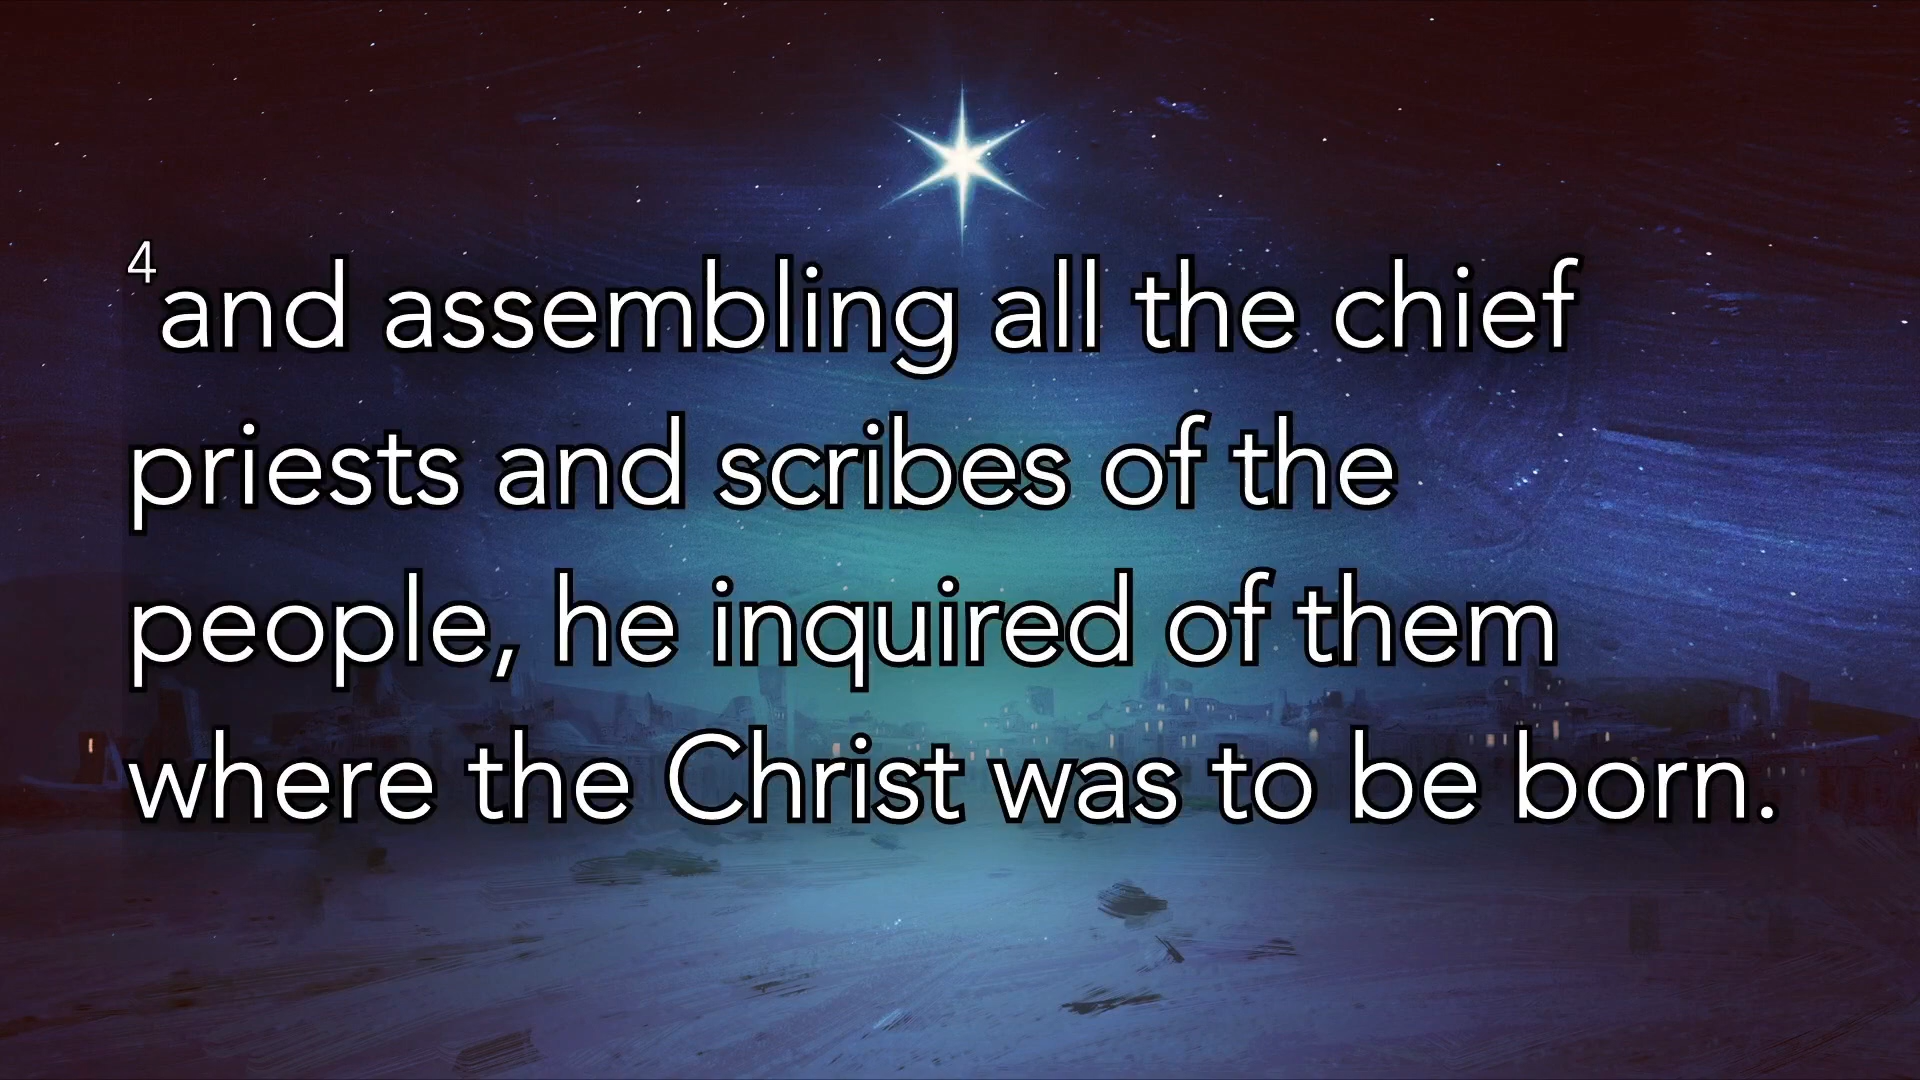 4and assembling all the chief
priests and scribes of the
people, he inquired of them
where the Christ was to be born.